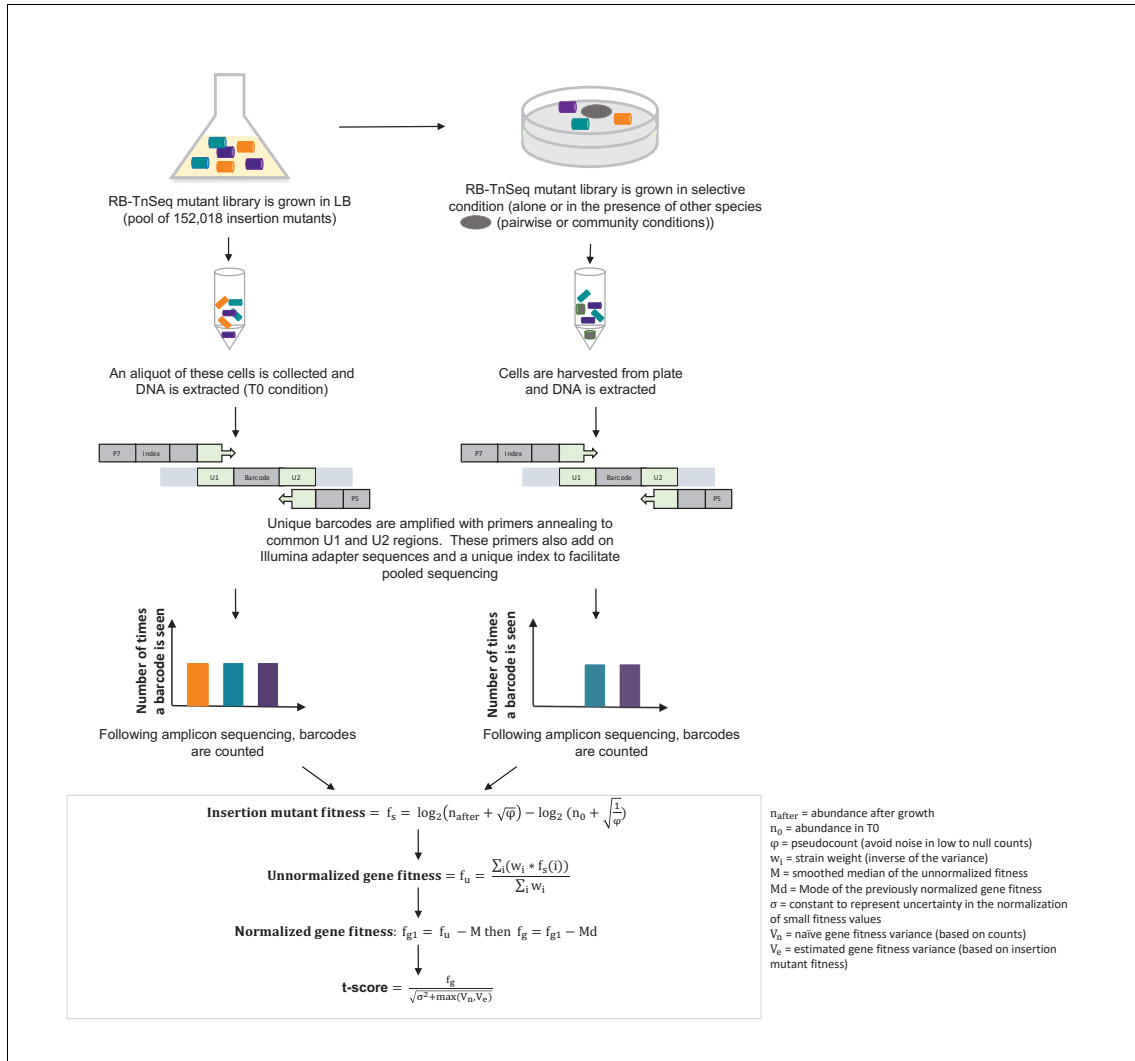 RB-TnSeq mutant library is grown in LB
(pool of 152,018 insertion mutants)
RB-TnSeq mutant library is grown in selective
condition (alone or in the presence of other species
(pairwise or community conditions))
An aliquot of these cells is collected and
DNA is extracted (T0 condition)
Cells are harvested from plate
and DNA is extracted
P7 Index
U1 Barcode U2
P5
P7 Index
U1 Barcode U2
P5
Unique barcodes are amplified with primers annealing to
common U1 and U2 regions. These primers also add on
Illumina adapter sequences and a unique index to facilitate
pooled sequencing
Number of times
a barcode is seen
Number of times
a barcode is seen
Following amplicon sequencing, barcodes
are counted
Following amplicon sequencing, barcodes
are counted
Insertion mutant fitness = f_s = log₂(n_after + √φ) − log₂ (n₀ + √(1/φ))
Unnormalized gene fitness = f_u = ∑_i(w_i * f_s(i)) / ∑_i w_i
Normalized gene fitness: f_g1 = f_u − M then f_g = f_g1 − Md
t-score = f_g / √(σ²+max(V_n,V_e))
n_after = abundance after growth
n₀ = abundance in T0
φ = pseudocount (avoid noise in low to null counts)
w_i = strain weight (inverse of the variance)
M = smoothed median of the unnormalized fitness
Md = Mode of the previously normalized gene fitness
σ = constant to represent uncertainty in the normalization
of small fitness values
V_n = naïve gene fitness variance (based on counts)
V_e = estimated gene fitness variance (based on insertion
mutant fitness)